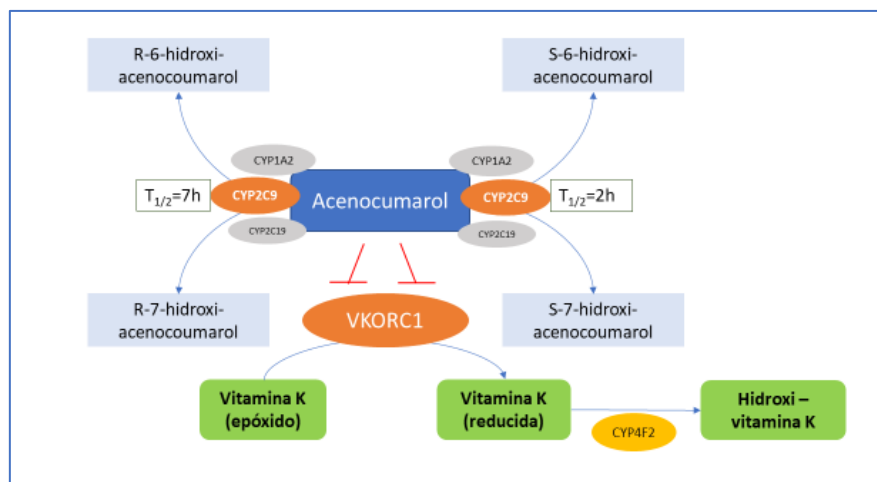 R-6-hidroxi-
acenocoumarol
S-6-hidroxi-
acenocoumarol
CYP1A2
CYP1A2
T1/2=7h
CYP2C9
Acenocumarol
CYP2C9
T1/2=2h
CYP2C19
CYP2C19
R-7-hidroxi-
acenocoumarol
VKORC1
S-7-hidroxi-
acenocoumarol
Vitamina K
(epóxido)
Vitamina K
(reducida)
Hidroxi –
vitamina K
CYP4F2